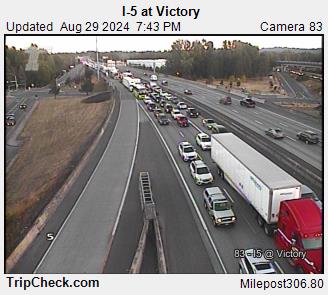 I-5 at Victory
Updated Aug 29 2024 7:43 PM Camera 83
83 - I5 @ Victory
TripCheck.com Milepost306.80